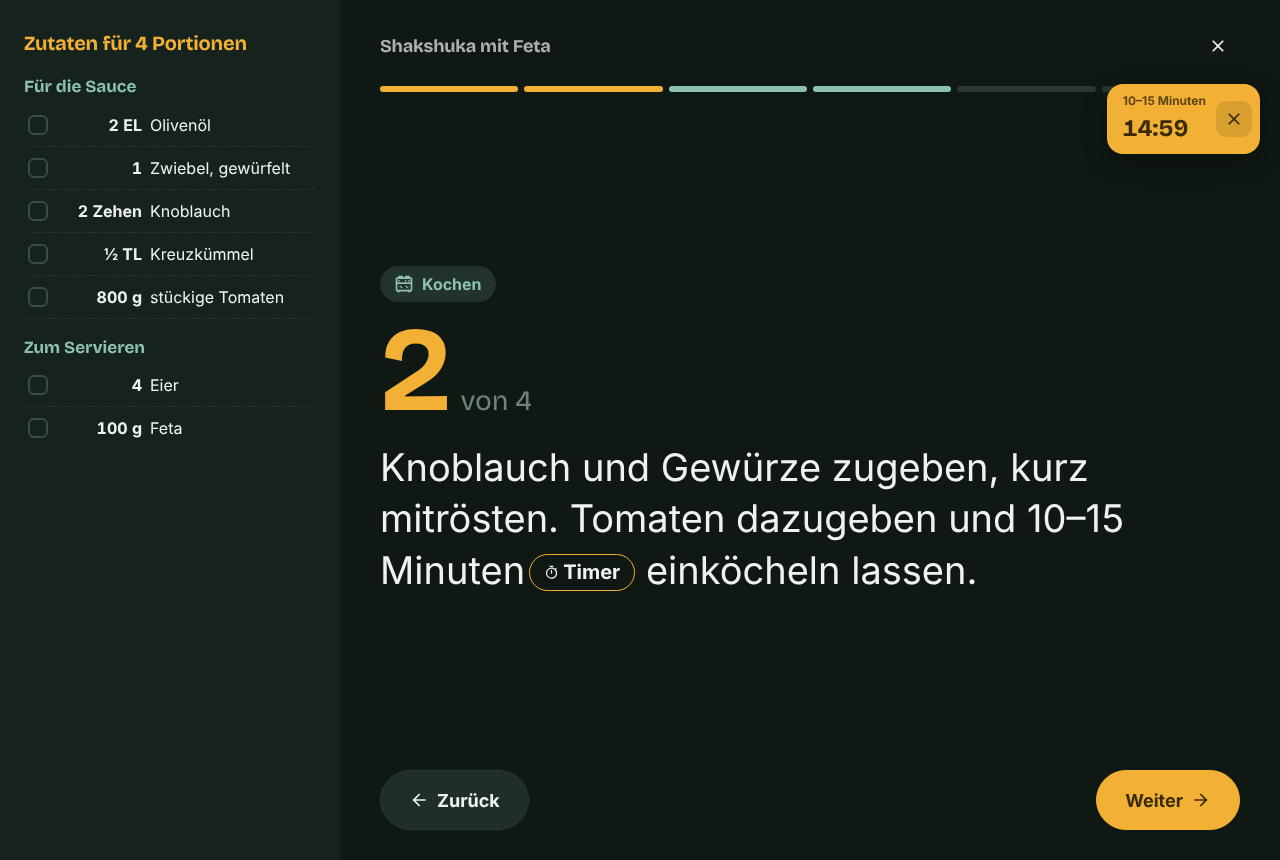 Zutaten für 4 Portionen
Für die Sauce
2 EL Olivenöl
1 Zwiebel, gewürfelt
2 Zehen Knoblauch
½ TL Kreuzkümmel
800 g stückige Tomaten
Zum Servieren
4 Eier
100 g Feta
Shakshuka mit Feta
10–15 Minuten
14:59
Kochen
2 von 4
Knoblauch und Gewürze zugeben, kurz
mitrösten. Tomaten dazugeben und 10–15
Minuten Timer einköcheln lassen.
Zurück
Weiter